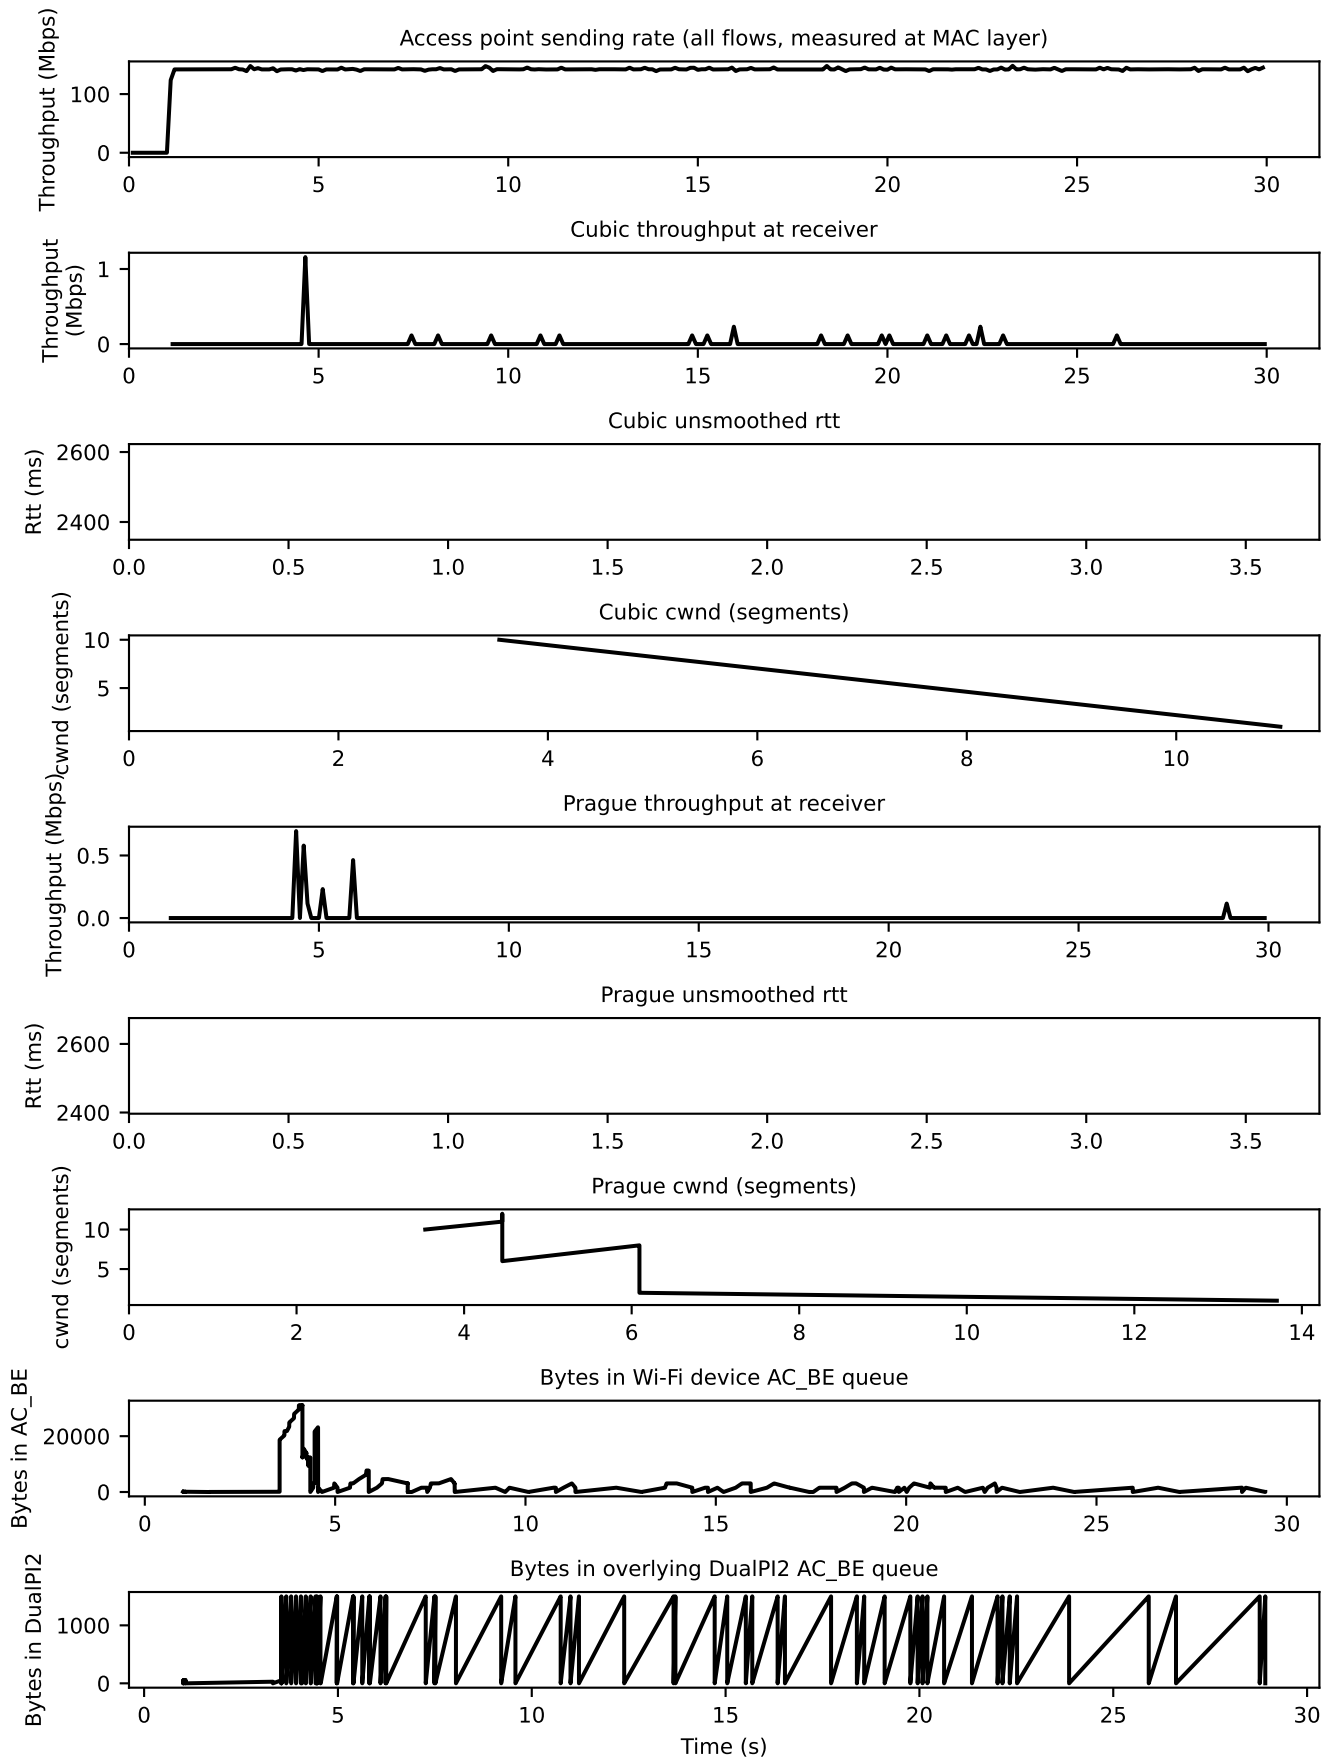 Access point sending rate (all flows, measured at MAC layer)
Throughput (Mbps)
100
0
0 5 10 15 20 25 30
Cubic throughput at receiver
Throughput
(Mbps)
1
0
0 5 10 15 20 25 30
Cubic unsmoothed rtt
Rtt (ms)
2600
2400
0.0 0.5 1.0 1.5 2.0 2.5 3.0 3.5
Cubic cwnd (segments)
cwnd (segments)
10
5
0 2 4 6 8 10
Prague throughput at receiver
Throughput (Mbps)
0.5
0.0
0 5 10 15 20 25 30
Prague unsmoothed rtt
Rtt (ms)
2600
2400
0.0 0.5 1.0 1.5 2.0 2.5 3.0 3.5
Prague cwnd (segments)
cwnd (segments)
10
5
0 2 4 6 8 10 12 14
Bytes in Wi-Fi device AC_BE queue
Bytes in AC_BE
20000
0
0 5 10 15 20 25 30
Bytes in overlying DualPI2 AC_BE queue
Bytes in DualPI2
1000
0
0 5 10 15 20 25 30
Time (s)